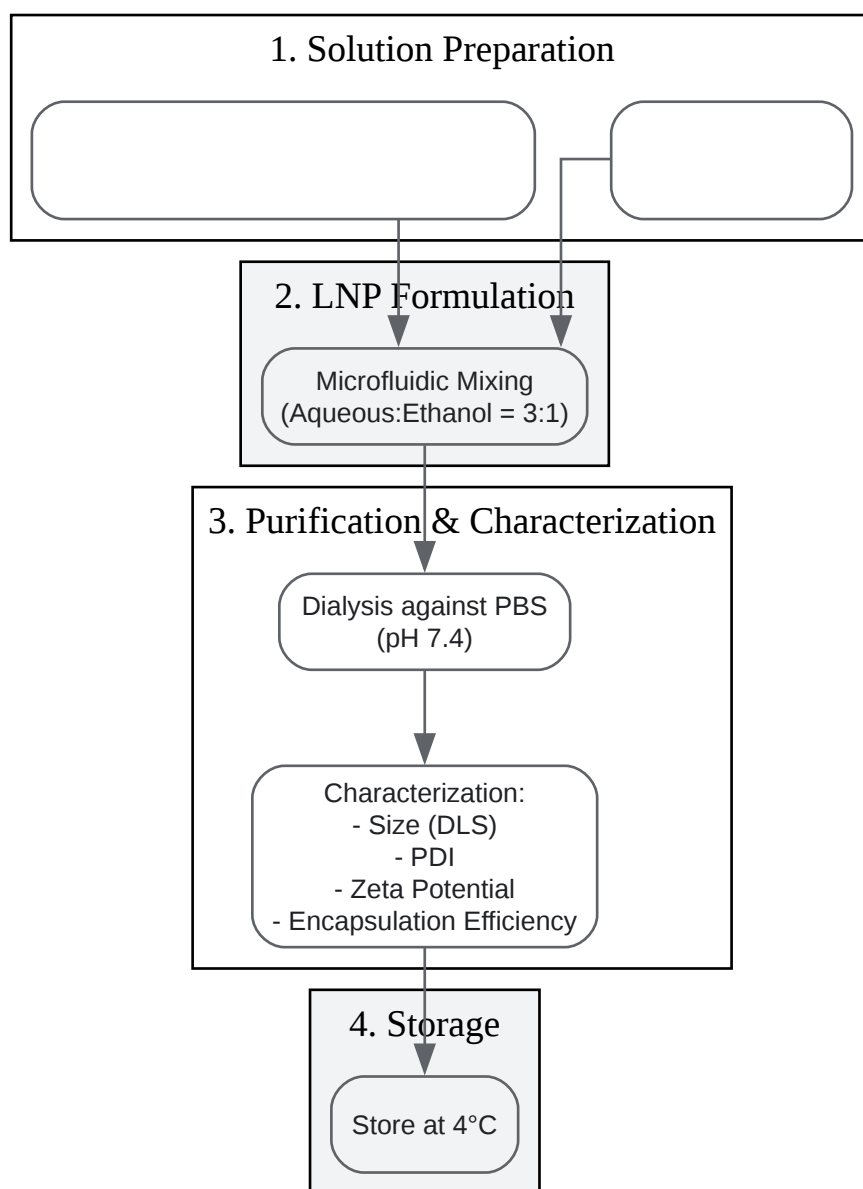 1. Solution Preparation
2. LNP Formulation
Microfluidic Mixing
(Aqueous:Ethanol = 3:1)
3. Purification & Characterization
Dialysis against PBS
(pH 7.4)
Characterization:
- Size (DLS)
- PDI
- Zeta Potential
- Encapsulation Efficiency
4. Storage
Store at 4°C